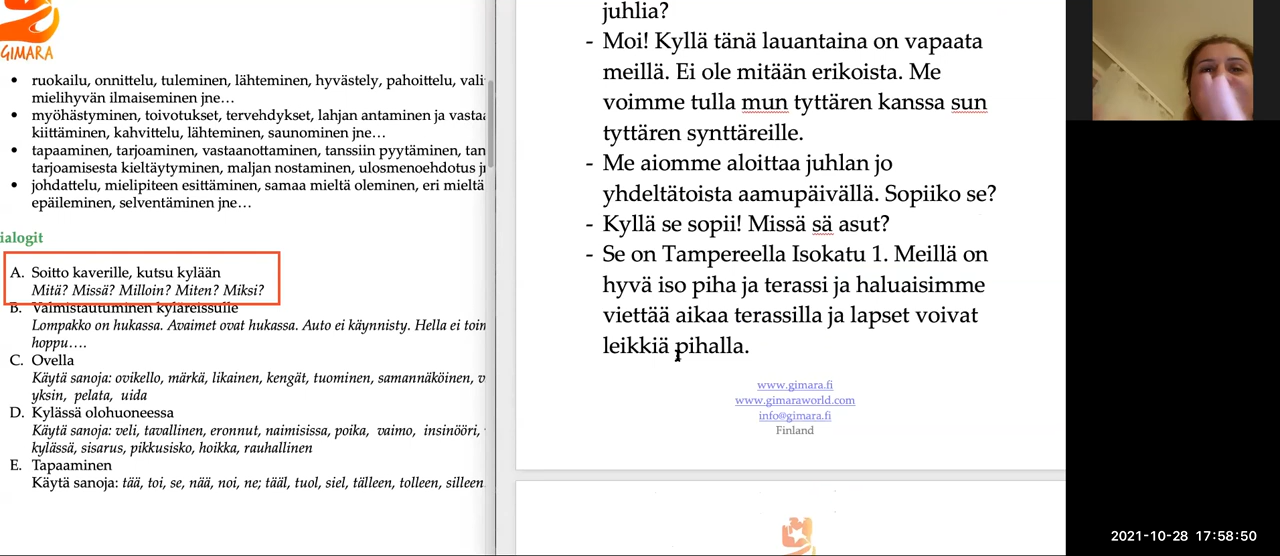 GIMARA
ruokailu, onnittelu, tuleminen, lähteminen, hyvästely, pahoittelu,
mielihyvän ilmaiseminen jne…
myöhästyminen, toivotukset, tervehdykset, lahjan antaminen ja
kiittäminen, kahvittelu, lähteminen, saunominen jne…
tapaaminen, tarjoaminen, vastaanottaminen, tanssiin pyytäminen,
tarjoamisesta kieltäytyminen, maljan nostaminen, ulosmenoehdotus
johdattelu, mielipiteen esittäminen, samaa mieltä oleminen, eri mieltä
epäileminen, selventäminen jne…
ialogit
A. Soitto kaverille, kutsu kylään
Mitä? Missä? Milloin? Miten? Miksi?
B. Valmistautuminen kyläreissulle
Lompakko on hukassa. Avaimet ovat hukassa. Auto ei käynnisty. Hella ei
hoppu….
C. Ovella
Käytä sanoja: ovikello, märkä, likainen, kengät, tuominen, samannäköinen,
yksin, pelata, uida
D. Kylässä olohuoneessa
Käytä sanoja: veli, tavallinen, eronnut, naimisissa, poika, vaimo, insinööri,
kylässä, sisarus, pikkusisko, hoikka, rauhallinen
E. Tapaaminen
Käytä sanoja: tää, toi, se, nää, noi, ne; tääl, tuol, siel, tälleen, tolleen, silleen
juhlia?
- Moi! Kyllä tänä lauantaina on vapaata
meillä. Ei ole mitään erikoista. Me
voimme tulla mun tyttären kanssa sun
tyttären synttäreille.
- Me aiomme aloittaa juhlan jo
yhdeltätoista aamupäivällä. Sopiiko se?
- Kyllä se sopii! Missä sä asut?
- Se on Tampereella Isokatu 1. Meillä on
hyvä iso piha ja terassi ja haluaisimme
viettää aikaa terassilla ja lapset voivat
leikkiä pihalla.
www.gimara.fi
www.gimaraworld.com
info@gimara.fi
Finland
2021-10-28 17:58:50